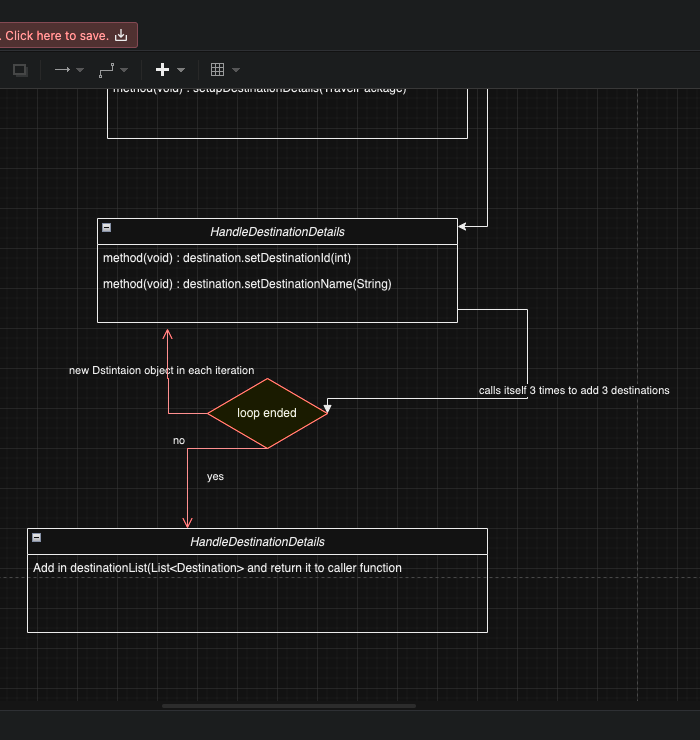 . Click here to save.
method(void) : setupDestinationDetails(TravelPackage)
HandleDestinationDetails
method(void) : destination.setDestinationId(int)
method(void) : destination.setDestinationName(String)
new Dstintaion object in each iteration
calls itself 3 times to add 3 destinations
loop ended
no
yes
HandleDestinationDetails
Add in destinationList(List<Destination> and return it to caller function